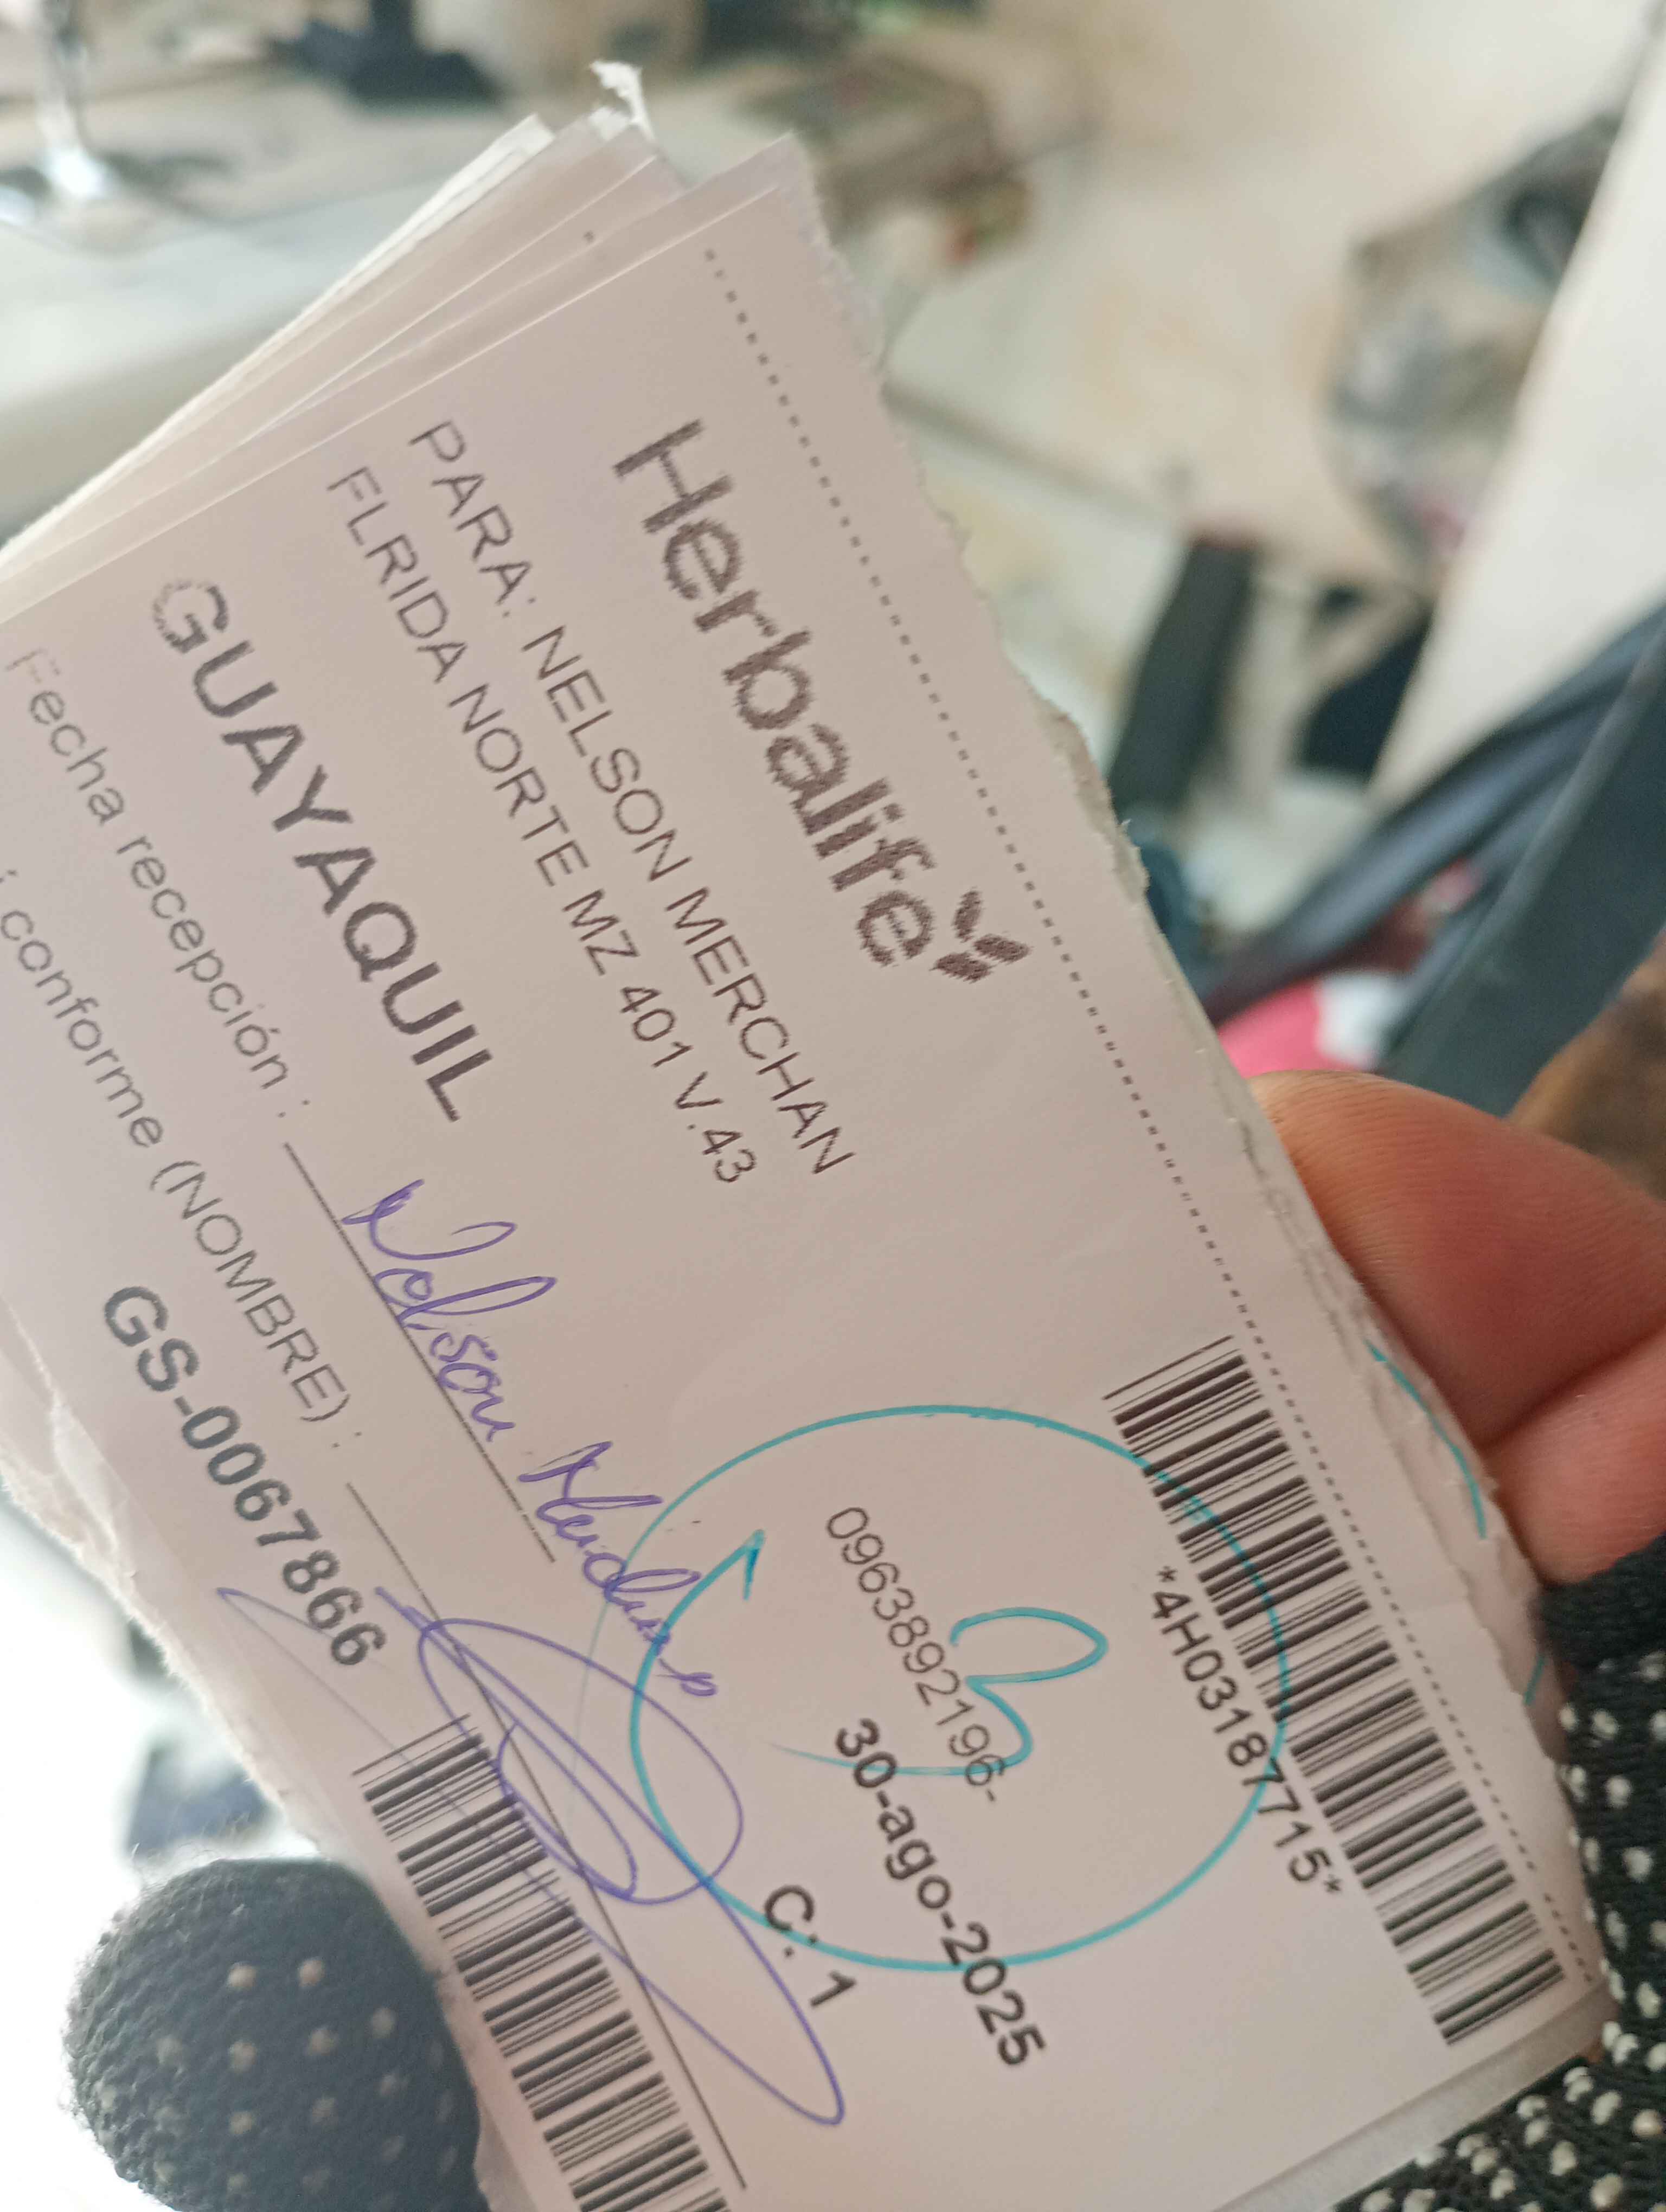 Herbalife
*4H03187715*
PARA: NELSON MERCHAN
FLRIDA NORTE MZ 401 V.43
0963892196-
30-ago-2025
GUAYAQUIL
C: 1
Fecha recepción :
Nelson
i conforme (NOMBRE) :
GS-0067866